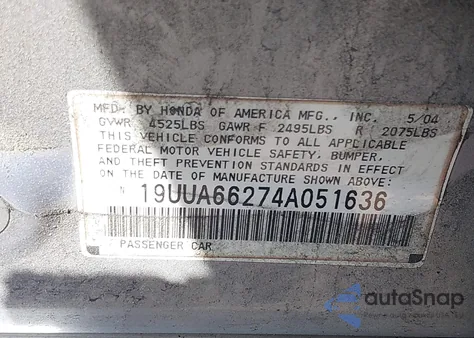 MFD. BY HONDA OF AMERICA MFG., INC. 5/04
GVWR 4525LBS GAWR F 2495LBS R 2075LBS
THIS VEHICLE CONFORMS TO ALL APPLICABLE
FEDERAL MOTOR VEHICLE SAFETY, BUMPER,
AND THEFT PREVENTION STANDARDS IN EFFECT
ON THE DATE OF MANUFACTURE SHOWN ABOVE:
19UUA66274A051636
PASSENGER CAR
autaSnap